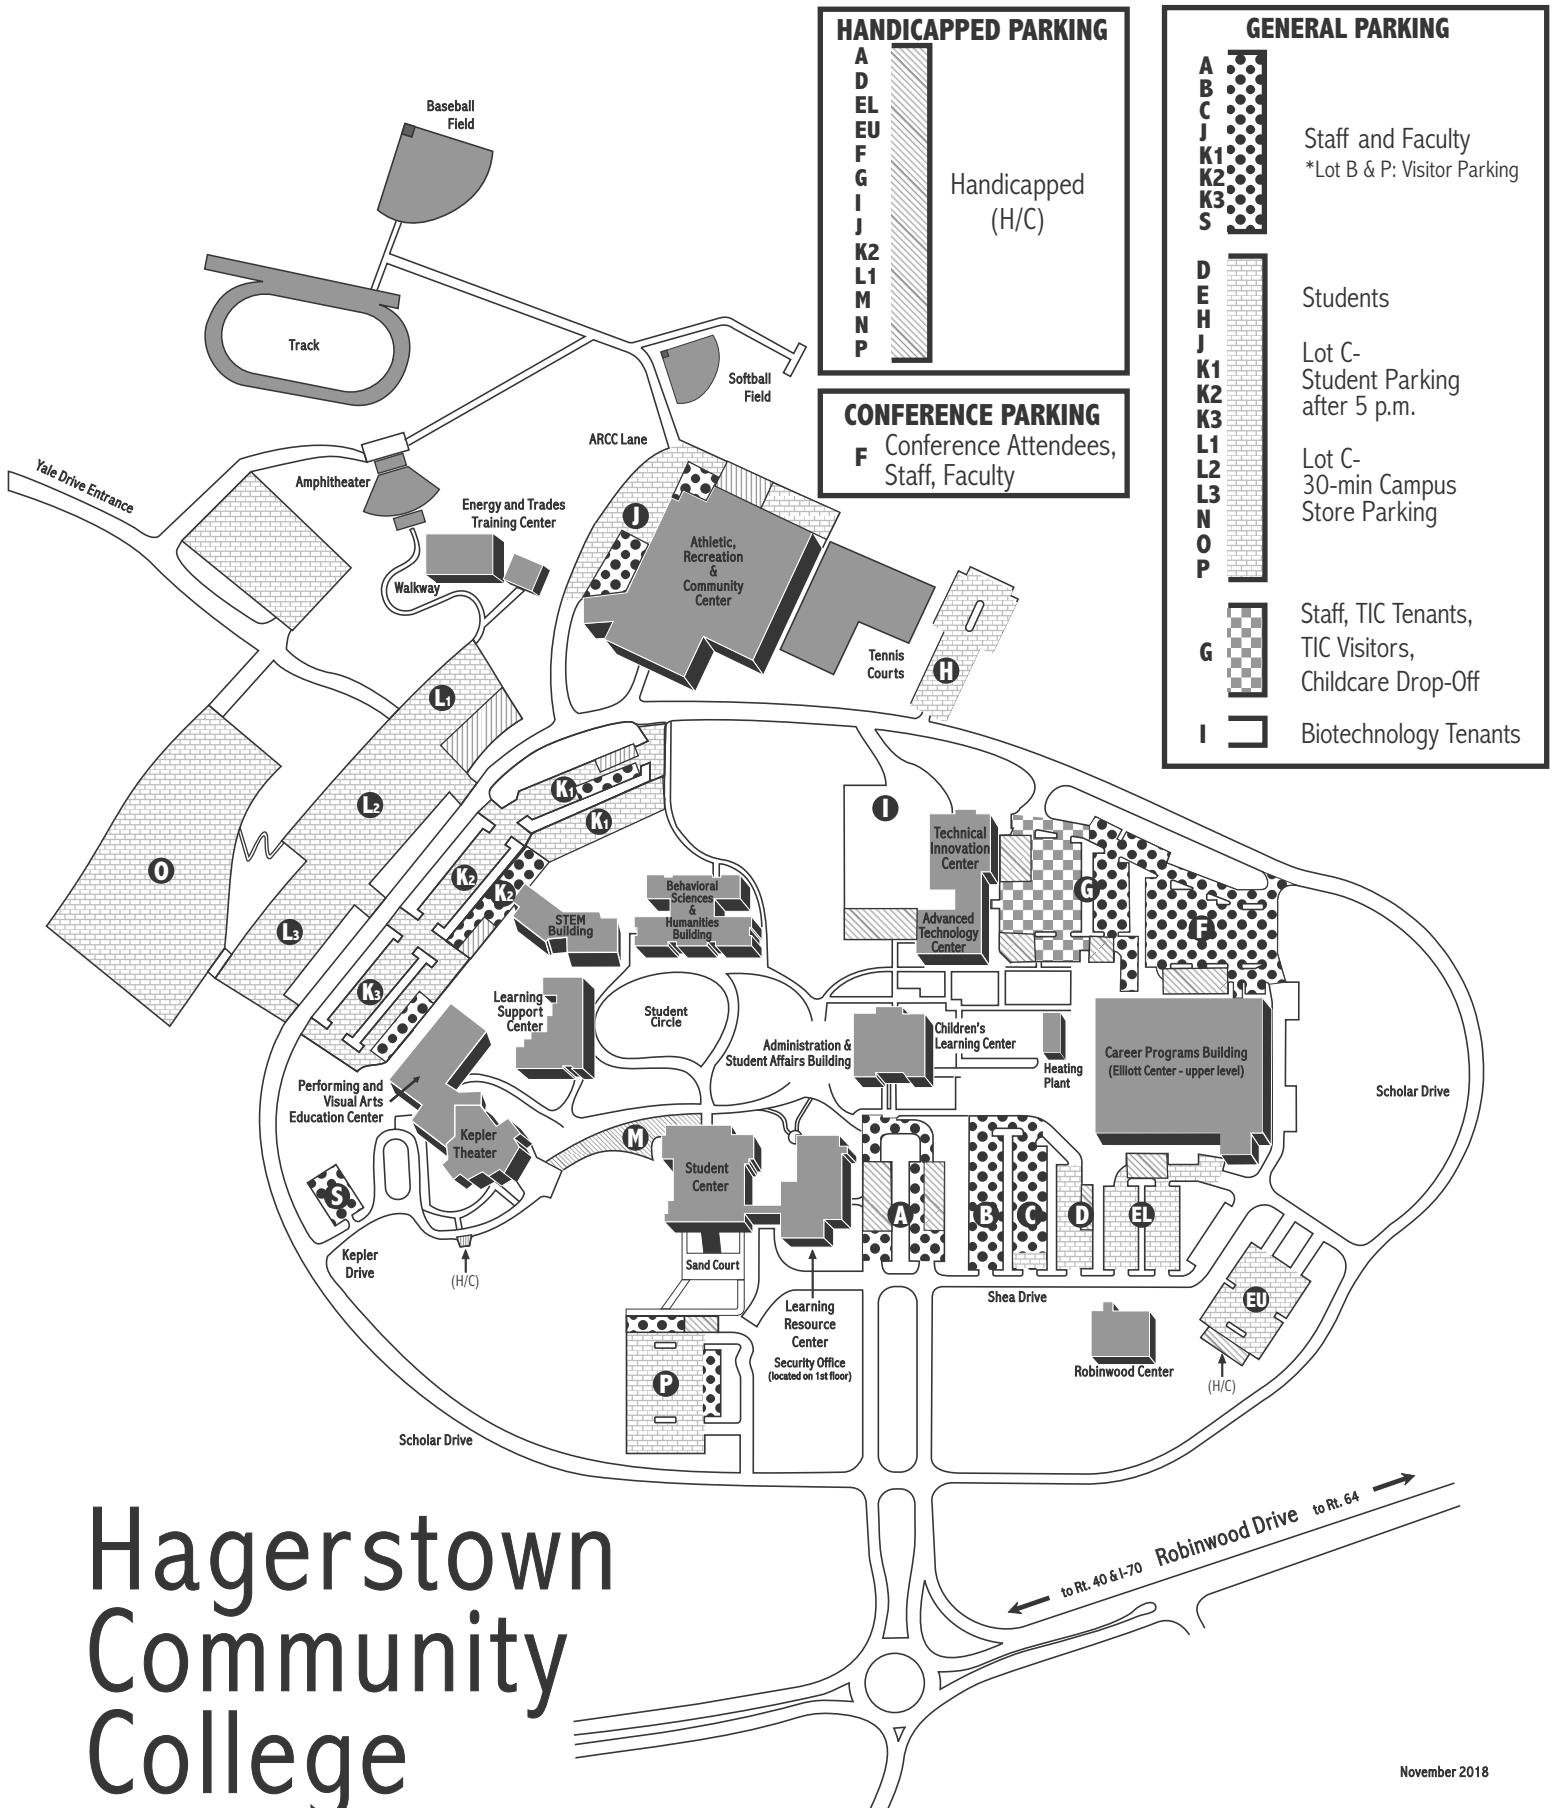 HANDICAPPED PARKING
A
D
EL
EU
F
G
I
J
K2
L1
M
N
P
Handicapped
(H/C)
CONFERENCE PARKING
F
Conference Attendees,
Staff, Faculty
GENERAL PARKING
A
B
C
J
K1
K2
K3
S
Staff and Faculty
*Lot B & P: Visitor Parking
D
E
H
J
K1
K2
K3
L1
L2
L3
N
O
P
Students
Lot C-
Student Parking
after 5 p.m.
Lot C-
30-min Campus
Store Parking
G
Staff, TIC Tenants,
TIC Visitors,
Childcare Drop-Off
I
Biotechnology Tenants
Baseball
Field
Track
Softball
Field
ARCC Lane
Yale Drive Entrance
Amphitheater
Energy and Trades
Training Center
Walkway
J
Athletic,
Recreation
&
Community
Center
Tennis
Courts
H
L1
L2
L3
O
K1
K1
K2
K2
K3
I
Technical
Innovation
Center
Advanced
Technology
Center
G
F
STEM
Building
Behavioral
Sciences
&
Humanities
Building
Learning
Support
Center
Student
Circle
Administration &
Student Affairs Building
Children's
Learning Center
Heating
Plant
Career Programs Building
(Elliott Center - upper level)
Scholar Drive
Performing and
Visual Arts
Education Center
Kepler
Theater
M
Student
Center
S
Kepler
Drive
(H/C)
Sand Court
A
B
C
D
EL
EU
(H/C)
Shea Drive
Robinwood Center
Learning
Resource
Center
Security Office
(located on 1st floor)
P
Scholar Drive
to Rt. 40 & I-70
Robinwood Drive
to Rt. 64
Hagerstown
Community
College
November 2018